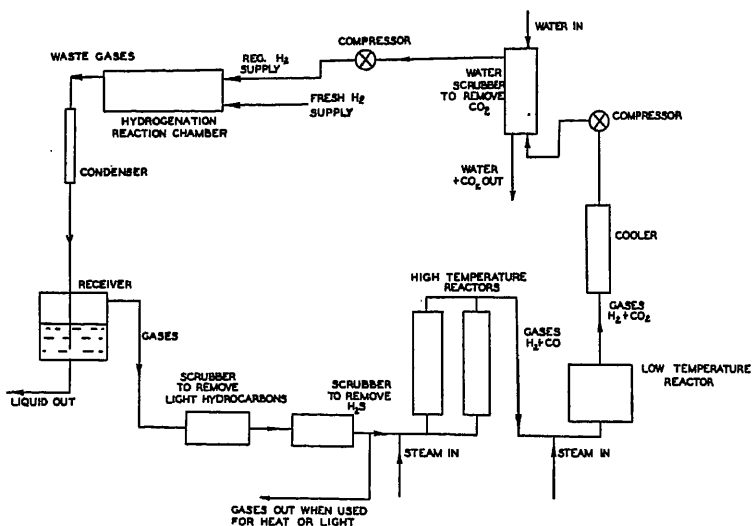 WATER IN
COMPRESSOR
WASTE GASES
REG. H2
SUPPLY
WATER
SCRUBBER
TO REMOVE
CO2
FRESH H2
SUPPLY
HYDROGENATION
REACTION CHAMBER
COMPRESSOR
CONDENSER
WATER
+CO2 OUT
COOLER
RECEIVER
HIGH TEMPERATURE
REACTORS
GASES
H2+CO2
GASES
GASES
H2+CO
LOW TEMPERATURE
REACTOR
SCRUBBER
TO REMOVE
LIGHT HYDROCARBONS
SCRUBBER
TO REMOVE
H2S
LIQUID OUT
STEAM IN
STEAM IN
GASES OUT WHEN USED
FOR HEAT OR LIGHT